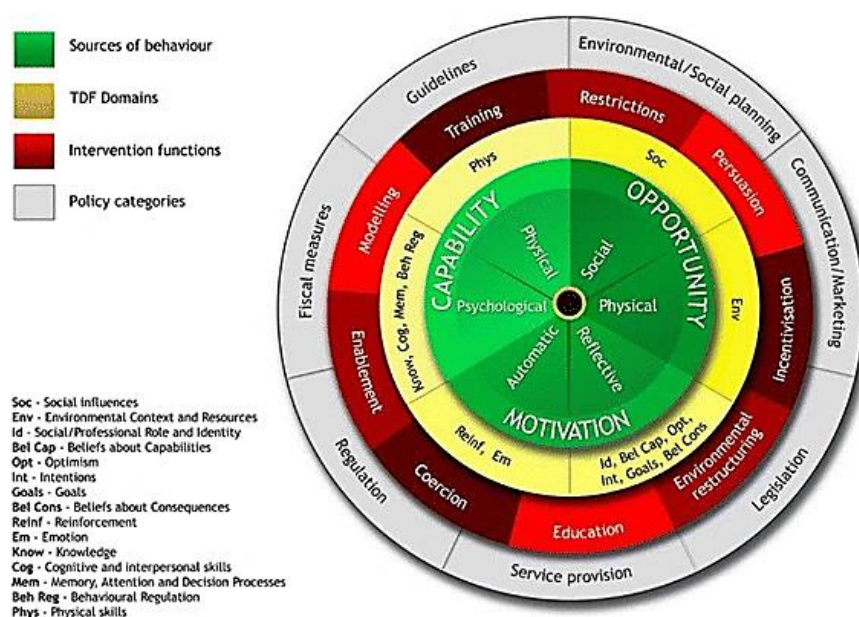 Sources of behaviour
TDF Domains
Intervention functions
Policy categories
Soc - Social influences
Env - Environmental Context and Resources
Id - Social/Professional Role and Identity
Bel Cap - Beliefs about Capabilities
Opt - Optimism
Int - Intentions
Goals - Goals
Bel Cons - Beliefs about Consequences
Reinf - Reinforcement
Em - Emotion
Know - Knowledge
Cog - Cognitive and interpersonal skills
Mem - Memory, Attention and Decision Processes
Beh Reg - Behavioural Regulation
Phys - Physical skills
Guidelines
Environmental/Social planning
Communication/Marketing
Legislation
Service provision
Regulation
Fiscal measures
Training
Restrictions
Persuasion
Incentivisation
Environmental
restructuring
Education
Coercion
Enablement
Modelling
Phys
Soc
Env
Id, Bel Cap, Opt,
Int, Goals, Bel Cons
Reinf, Em
Know, Cog, Mem, Beh Reg
CAPABILITY
OPPORTUNITY
MOTIVATION
Physical
Social
Physical
Reflective
Automatic
Psychological